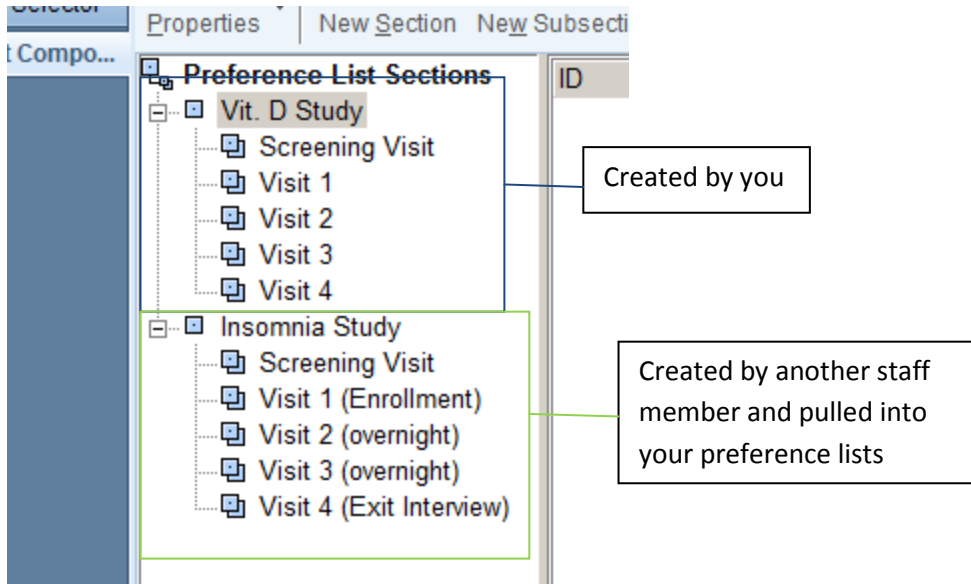 Selector
Properties New Section New Subsecti
t Compo...
Preference List Sections
ID
Vit. D Study
Screening Visit
Visit 1
Visit 2
Visit 3
Visit 4
Created by you
Insomnia Study
Screening Visit
Visit 1 (Enrollment)
Visit 2 (overnight)
Visit 3 (overnight)
Visit 4 (Exit Interview)
Created by another staff
member and pulled into
your preference lists